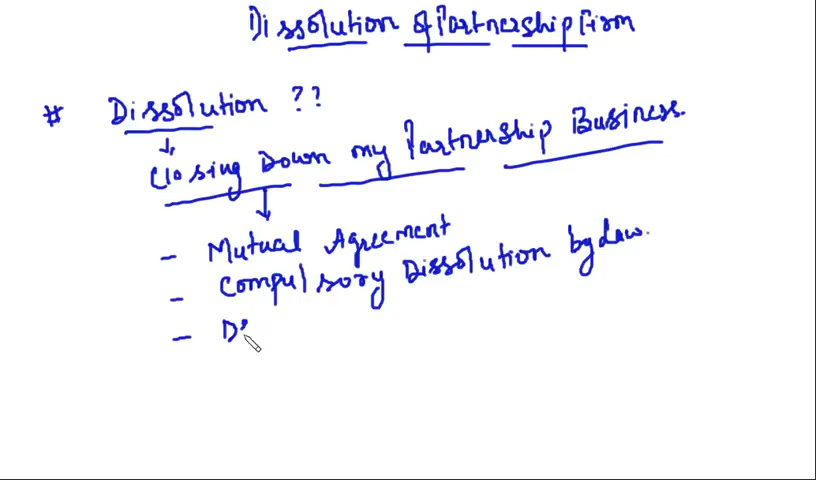 Dissolution of Partnership Firm
# Dissolution ??
↓
Closing Down my Partnership Business.
↓
- Mutual Agreement
- Compulsory Dissolution by Law.
- D'